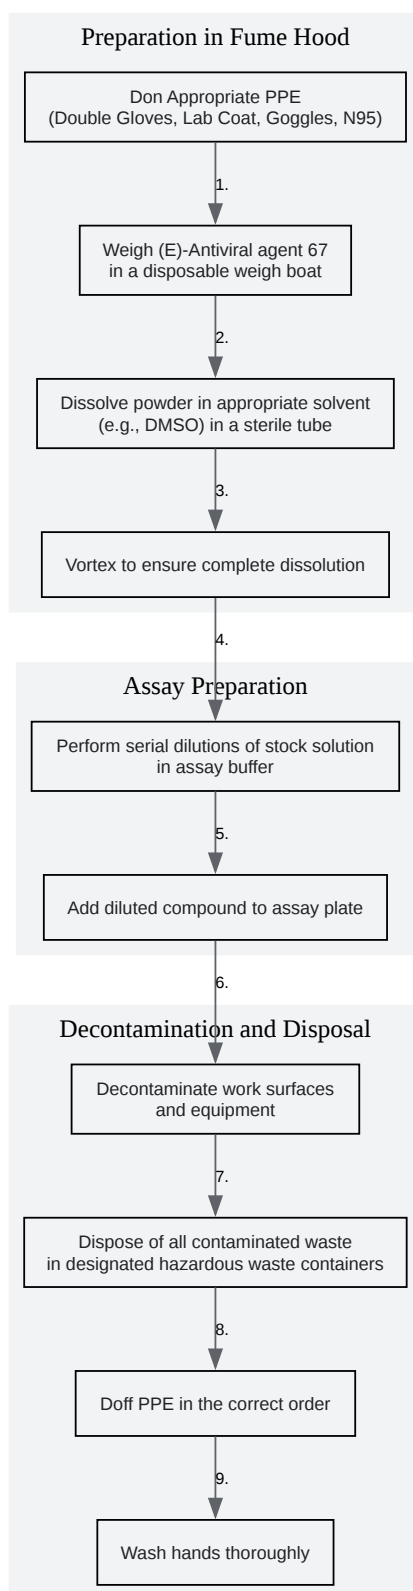 Preparation in Fume Hood
Don Appropriate PPE
(Double Gloves, Lab Coat, Goggles, N95)
1.
Weigh (E)-Antiviral agent 67
in a disposable weigh boat
2.
Dissolve powder in appropriate solvent
(e.g., DMSO) in a sterile tube
3.
Vortex to ensure complete dissolution
4.
Assay Preparation
Perform serial dilutions of stock solution
in assay buffer
5.
Add diluted compound to assay plate
6.
Decontamination and Disposal
Decontaminate work surfaces
and equipment
7.
Dispose of all contaminated waste
in designated hazardous waste containers
8.
Doff PPE in the correct order
9.
Wash hands thoroughly